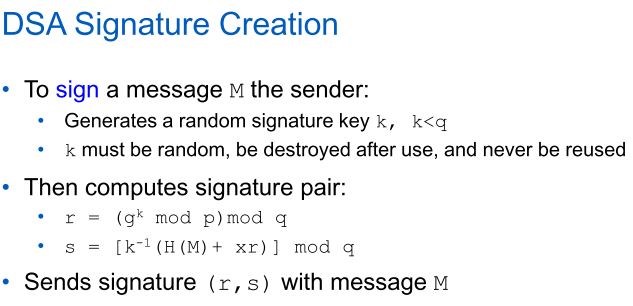 DSA Signature Creation
• To sign a message M the sender:
• Generates a random signature key k, k<q
• k must be random, be destroyed after use, and never be reused
• Then computes signature pair:
• r = (gᵏ mod p)mod q
• s = [k⁻¹(H(M)+ xr)] mod q
• Sends signature (r,s) with message M